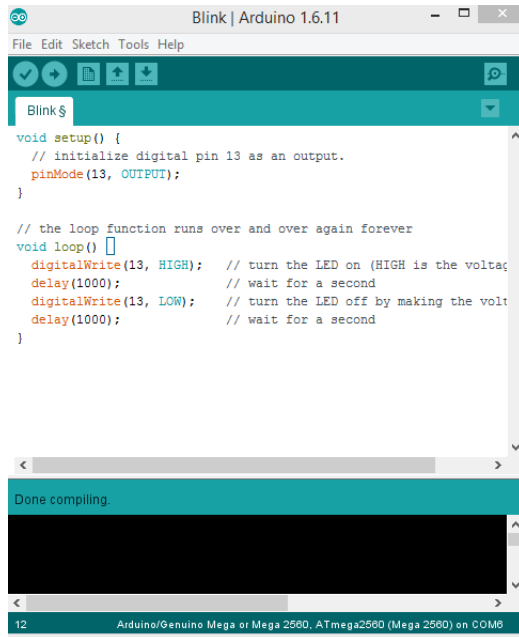 Blink | Arduino 1.6.11
File Edit Sketch Tools Help
Blink §
void setup() {
// initialize digital pin 13 as an output.
pinMode(13, OUTPUT);
}
// the loop function runs over and over again forever
void loop()
digitalWrite(13, HIGH);   // turn the LED on (HIGH is the voltag
delay(1000);              // wait for a second
digitalWrite(13, LOW);    // turn the LED off by making the volt
delay(1000);              // wait for a second
}
Done compiling.
12 Arduino/Genuino Mega or Mega 2560, ATmega2560 (Mega 2560) on COM6